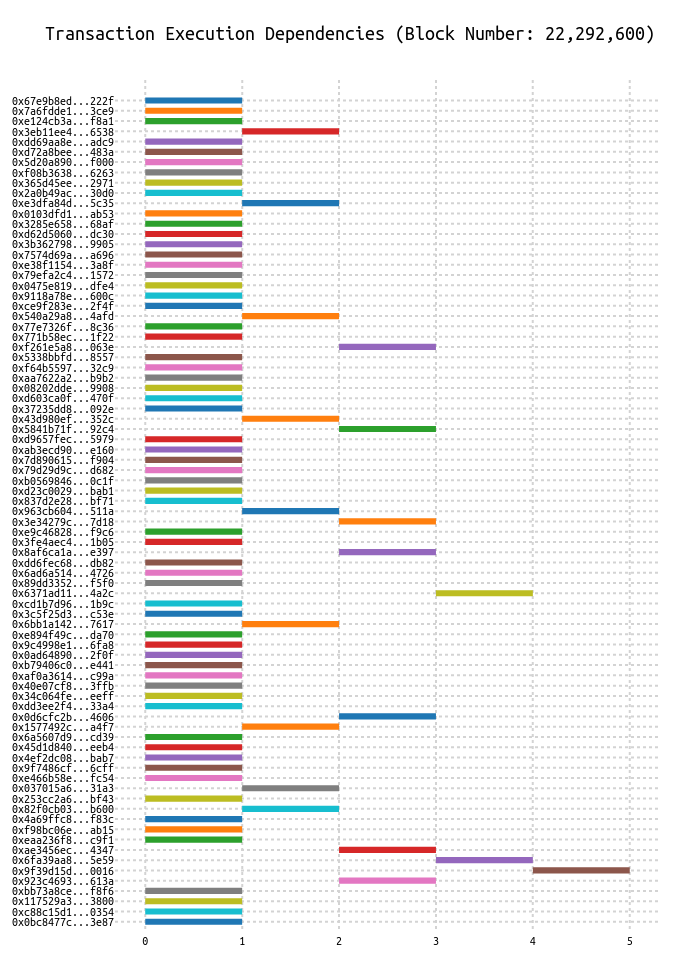 Transaction Execution Dependencies (Block Number: 22,292,600)
0x67e9b8ed...222f
0x7a6fdde1...3ce9
0xe124cb3a...f8a1
0x3eb11ee4...6538
0xdd69aa8e...adc9
0xd72a8bee...483a
0x5d20a890...f000
0xf08b3638...6263
0x365d45ee...2971
0x2a0b49ac...30d0
0xe3dfa84d...5c35
0x0103dfd1...ab53
0x3285e658...68af
0xd62d5060...dc30
0x3b362798...9905
0x7574d69a...a696
0xe38f1154...3a8f
0x79efa2c4...1572
0x0475e819...dfe4
0x9118a78e...600c
0xce9f283e...2f4f
0x540a29a8...4afd
0x77e7326f...8c36
0x771b58ec...1f22
0xf261e5a8...063e
0x5338bbfd...8557
0xf64b5597...32c9
0xaa7622a2...b9b2
0x08202dde...9908
0xd603ca0f...470f
0x37235dd8...092e
0x43d980ef...352c
0x5841b71f...92c4
0xd9657fec...5979
0xab3ecd90...e160
0x7d890615...f904
0x79d29d9c...d682
0xb0569846...0c1f
0xd23c0029...bab1
0x837d2e28...bf71
0x963cb604...511a
0x3e34279c...7d18
0xe9c46828...f9c6
0x3fe4aec4...1b05
0x8af6ca1a...e397
0xdd6fec68...db82
0x6ad6a514...4726
0x89dd3352...f5f0
0x6371ad11...4a2c
0xcd1b7d96...1b9c
0x3c5f25d3...c53e
0x6bb1a142...7617
0xe894f49c...da70
0x9c4998e1...6fa8
0x0ad64890...2f0f
0xb79406c0...e441
0xaf0a3614...c99a
0x40e07cf8...3ffb
0x34c064fe...eeff
0xdd3ee2f4...33a4
0x0d6cfc2b...4606
0x1577492c...a4f7
0x6a5607d9...cd39
0x45d1d840...eeb4
0x4ef2dc08...bab7
0x9f7486cf...6cff
0xe466b58e...fc54
0x037015a6...31a3
0x253cc2a6...bf43
0x82f0cb03...b600
0x4a69ffc8...f83c
0xf98bc06e...ab15
0xeaa236f8...c9f1
0xae3456ec...4347
0x6fa39aa8...5e59
0x9f39d15d...0016
0x923c4693...613a
0xbb73a8ce...f8f6
0x117529a3...3800
0xc88c15d1...0354
0x0bc8477c...3e87
0 1 2 3 4 5